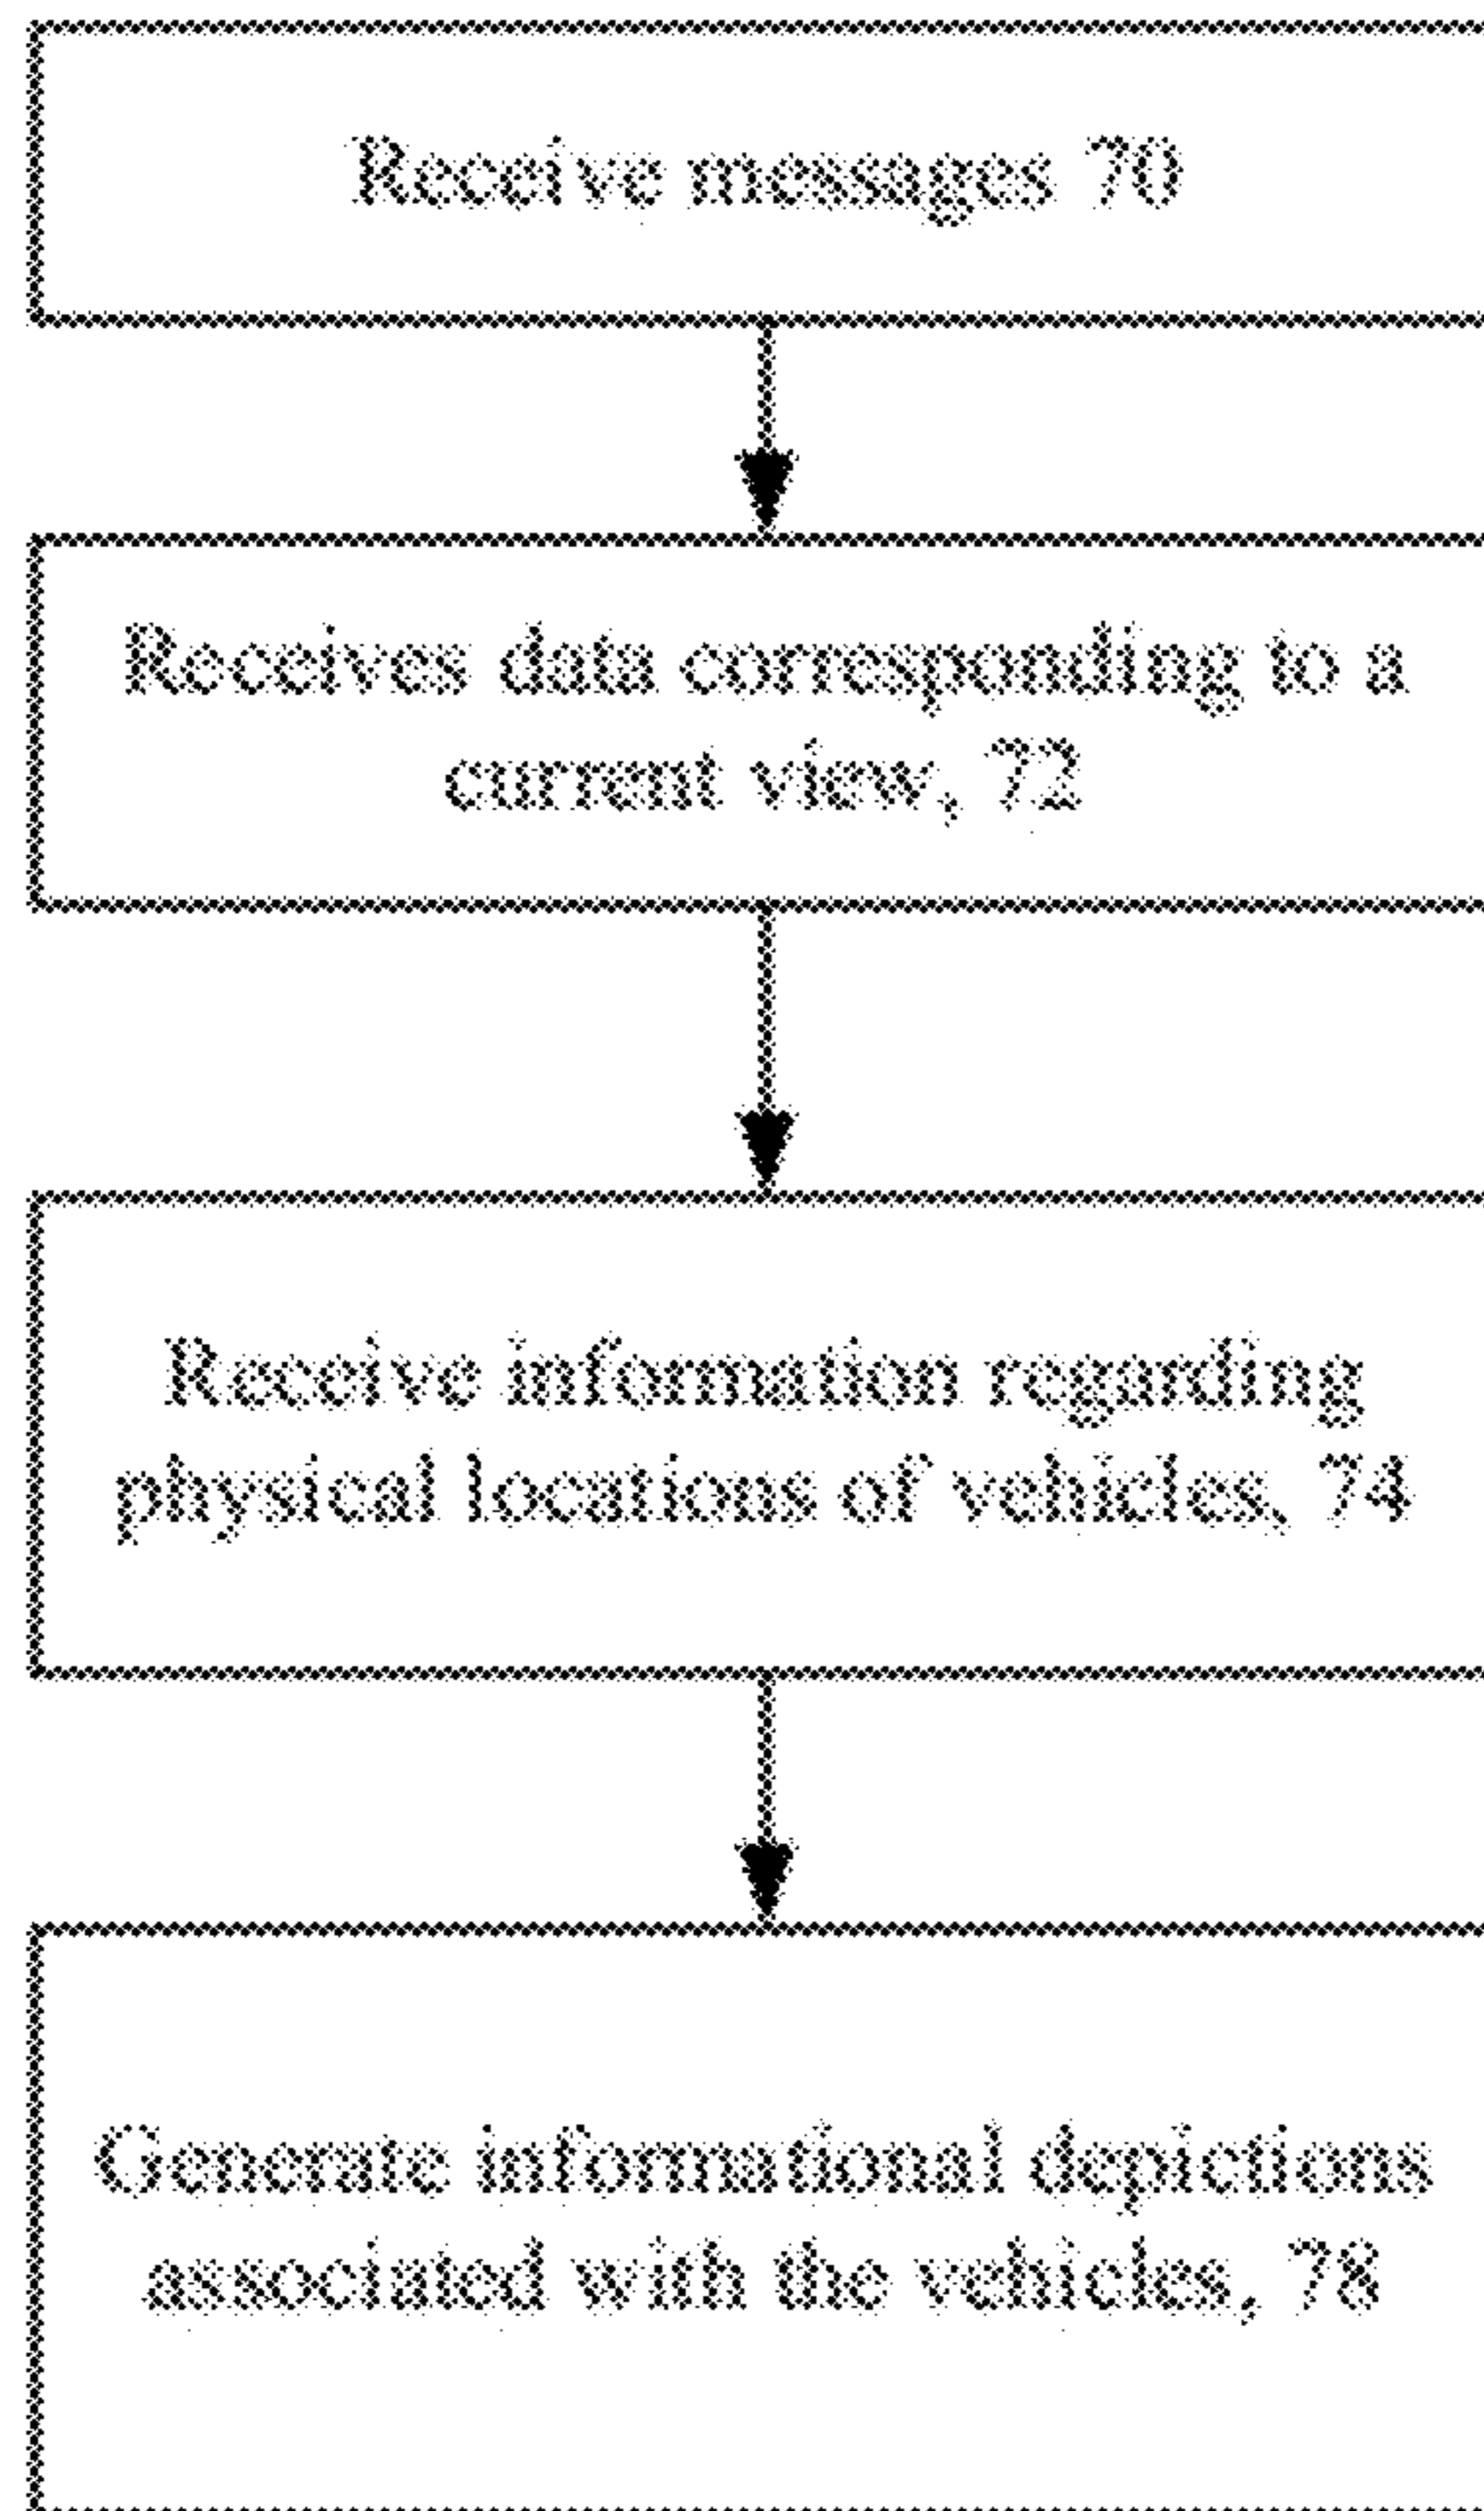 Receive messages 70
Receives data corresponding to a
current view, 72
Receive information regarding
physical locations of vehicles, 74
Generate informational depictions
associated with the vehicles, 78